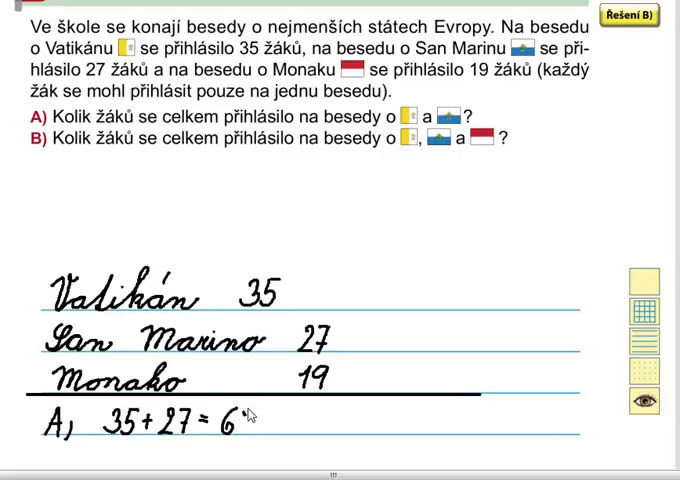 Řešení B)
Ve škole se konají besedy o nejmenších státech Evropy. Na besedu
o Vatikánu se přihlásilo 35 žáků, na besedu o San Marinu se při-
hlásilo 27 žáků a na besedu o Monaku se přihlásilo 19 žáků (každý
žák se mohl přihlásit pouze na jednu besedu).
A) Kolik žáků se celkem přihlásilo na besedy o a ?
B) Kolik žáků se celkem přihlásilo na besedy o , a ?
Vatikán 35
San Marino 27
Monako 19
A, 35 + 27 = 6